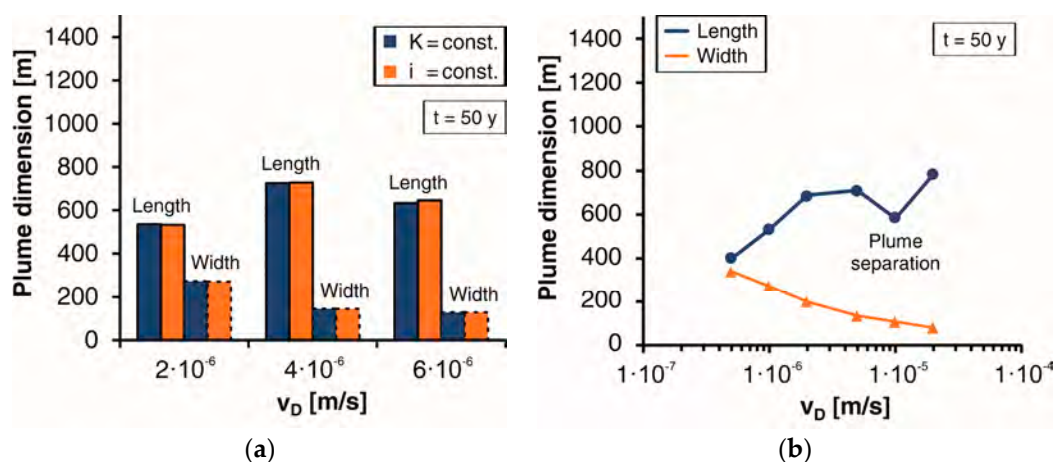 1400
1200
1000
800
600
400
200
0
Plume dimension [m]
K = const.
i = const.
t = 50 y
Length
Width
Length
Width
Length
Width
2·10⁻⁶
4·10⁻⁶
6·10⁻⁶
v_D [m/s]
(a)
1400
1200
1000
800
600
400
200
0
Plume dimension [m]
Length
Width
t = 50 y
Plume
separation
1·10⁻⁷
1·10⁻⁶
1·10⁻⁵
1·10⁻⁴
v_D [m/s]
(b)